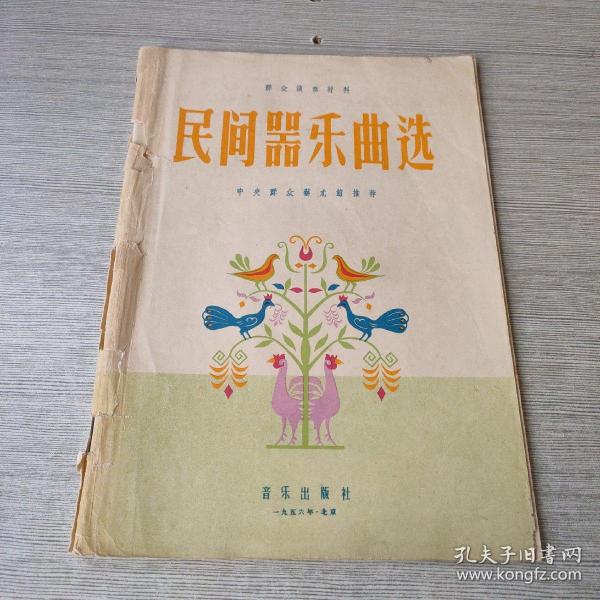 群众演奏材料
民间器乐曲选
中央群众藝术館推荐
音乐出版社
一九五六年·北京
孔夫子旧书网
www.kongfz.com